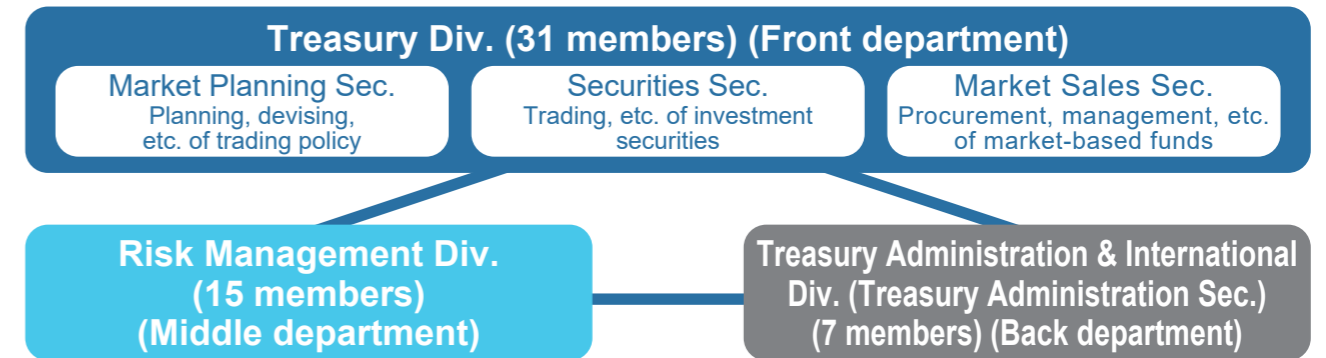 Treasury Div. (31 members) (Front department)
Market Planning Sec.
Planning, devising,
etc. of trading policy
Securities Sec.
Trading, etc. of investment
securities
Market Sales Sec.
Procurement, management, etc.
of market-based funds
Risk Management Div.
(15 members)
(Middle department)
Treasury Administration & International
Div. (Treasury Administration Sec.)
(7 members) (Back department)